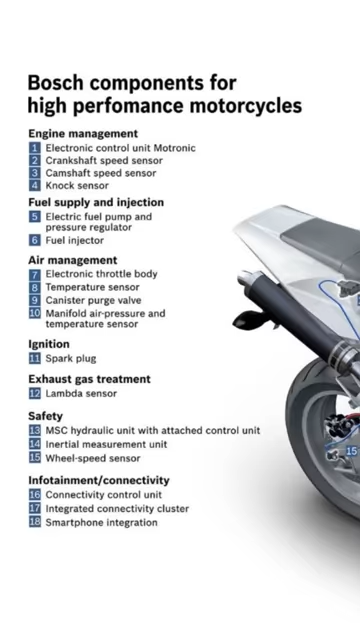 Bosch components for
high perfomance motorcycles
Engine management
1 Electronic control unit Motronic
2 Crankshaft speed sensor
3 Camshaft speed sensor
4 Knock sensor
Fuel supply and injection
5 Electric fuel pump and
pressure regulator
6 Fuel injector
Air management
7 Electronic throttle body
8 Temperature sensor
9 Canister purge valve
10 Manifold air-pressure and
temperature sensor
Ignition
11 Spark plug
Exhaust gas treatment
12 Lambda sensor
Safety
13 MSC hydraulic unit with attached control unit
14 Inertial measurement unit
15 Wheel-speed sensor
15
Infotainment/connectivity
16 Connectivity control unit
17 Integrated connectivity cluster
18 Smartphone integration